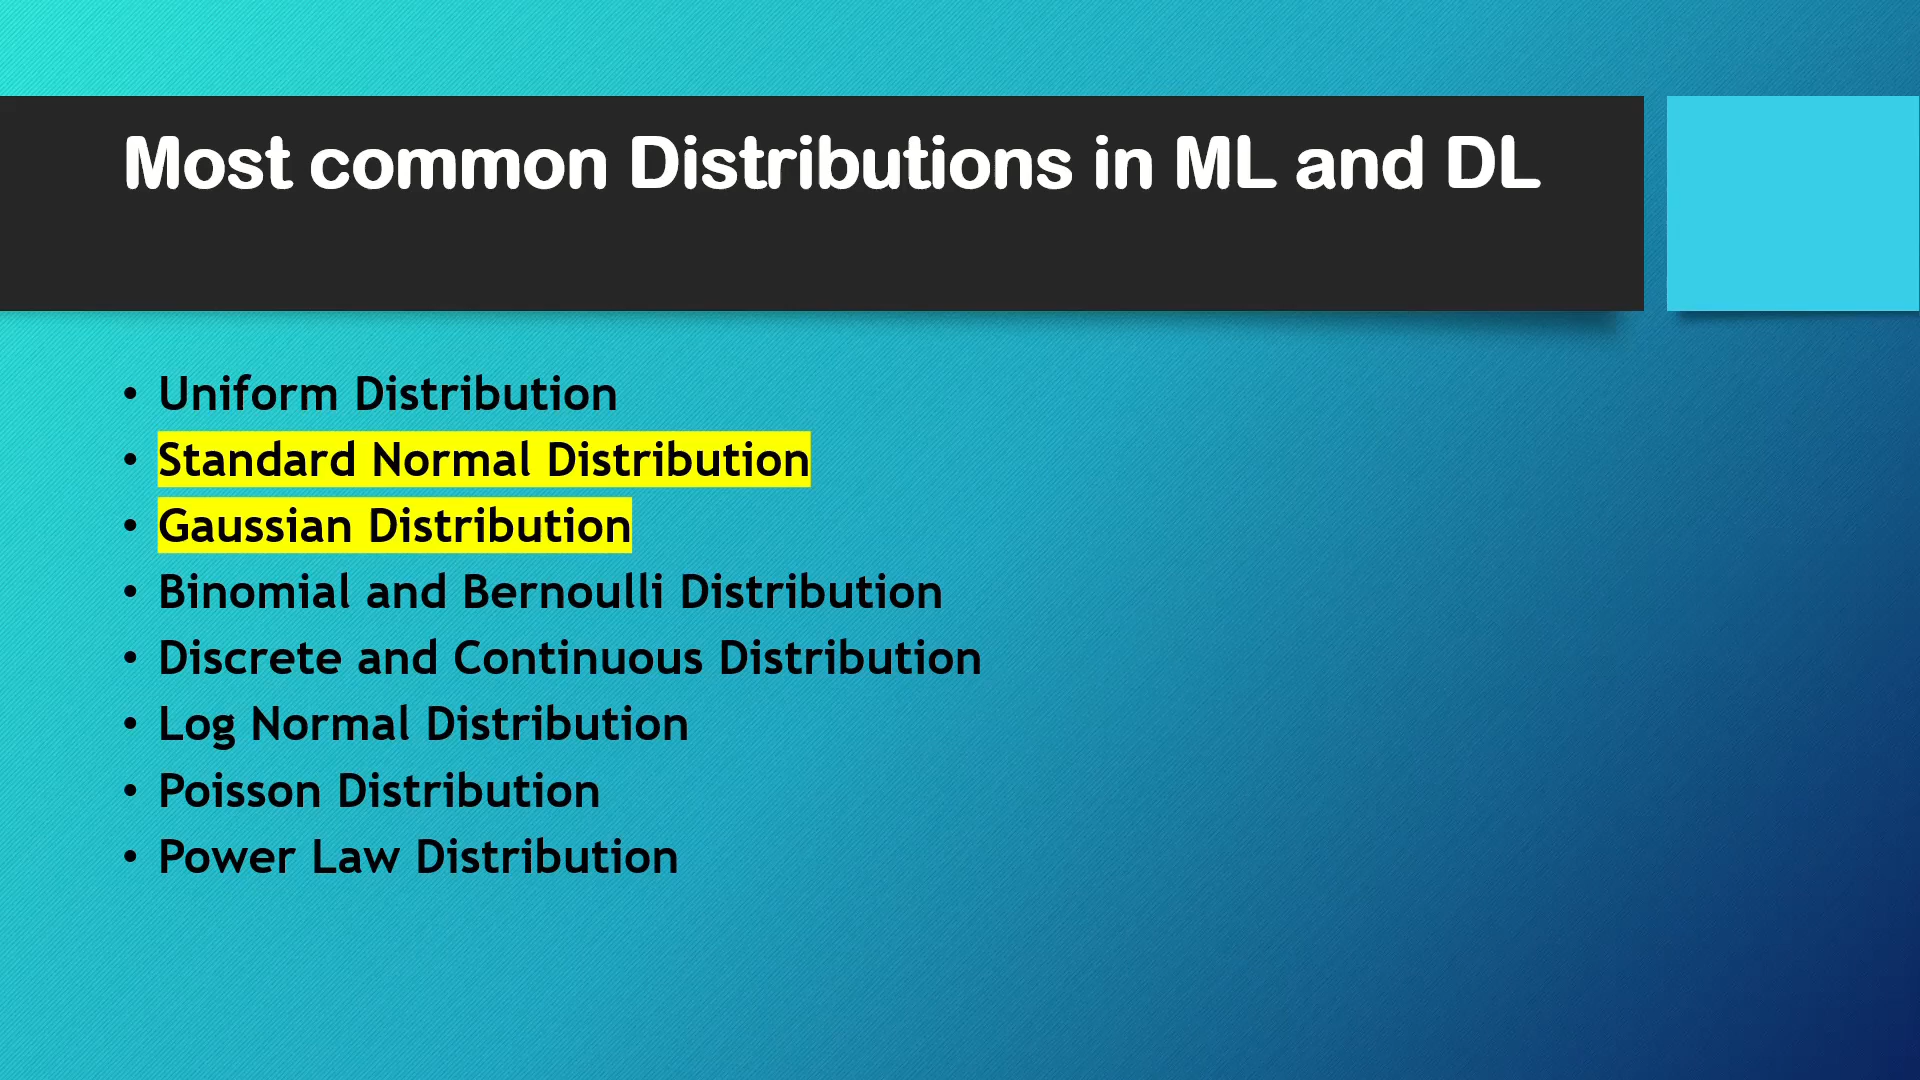 Most common Distributions in ML and DL
• Uniform Distribution
• Standard Normal Distribution
• Gaussian Distribution
• Binomial and Bernoulli Distribution
• Discrete and Continuous Distribution
• Log Normal Distribution
• Poisson Distribution
• Power Law Distribution